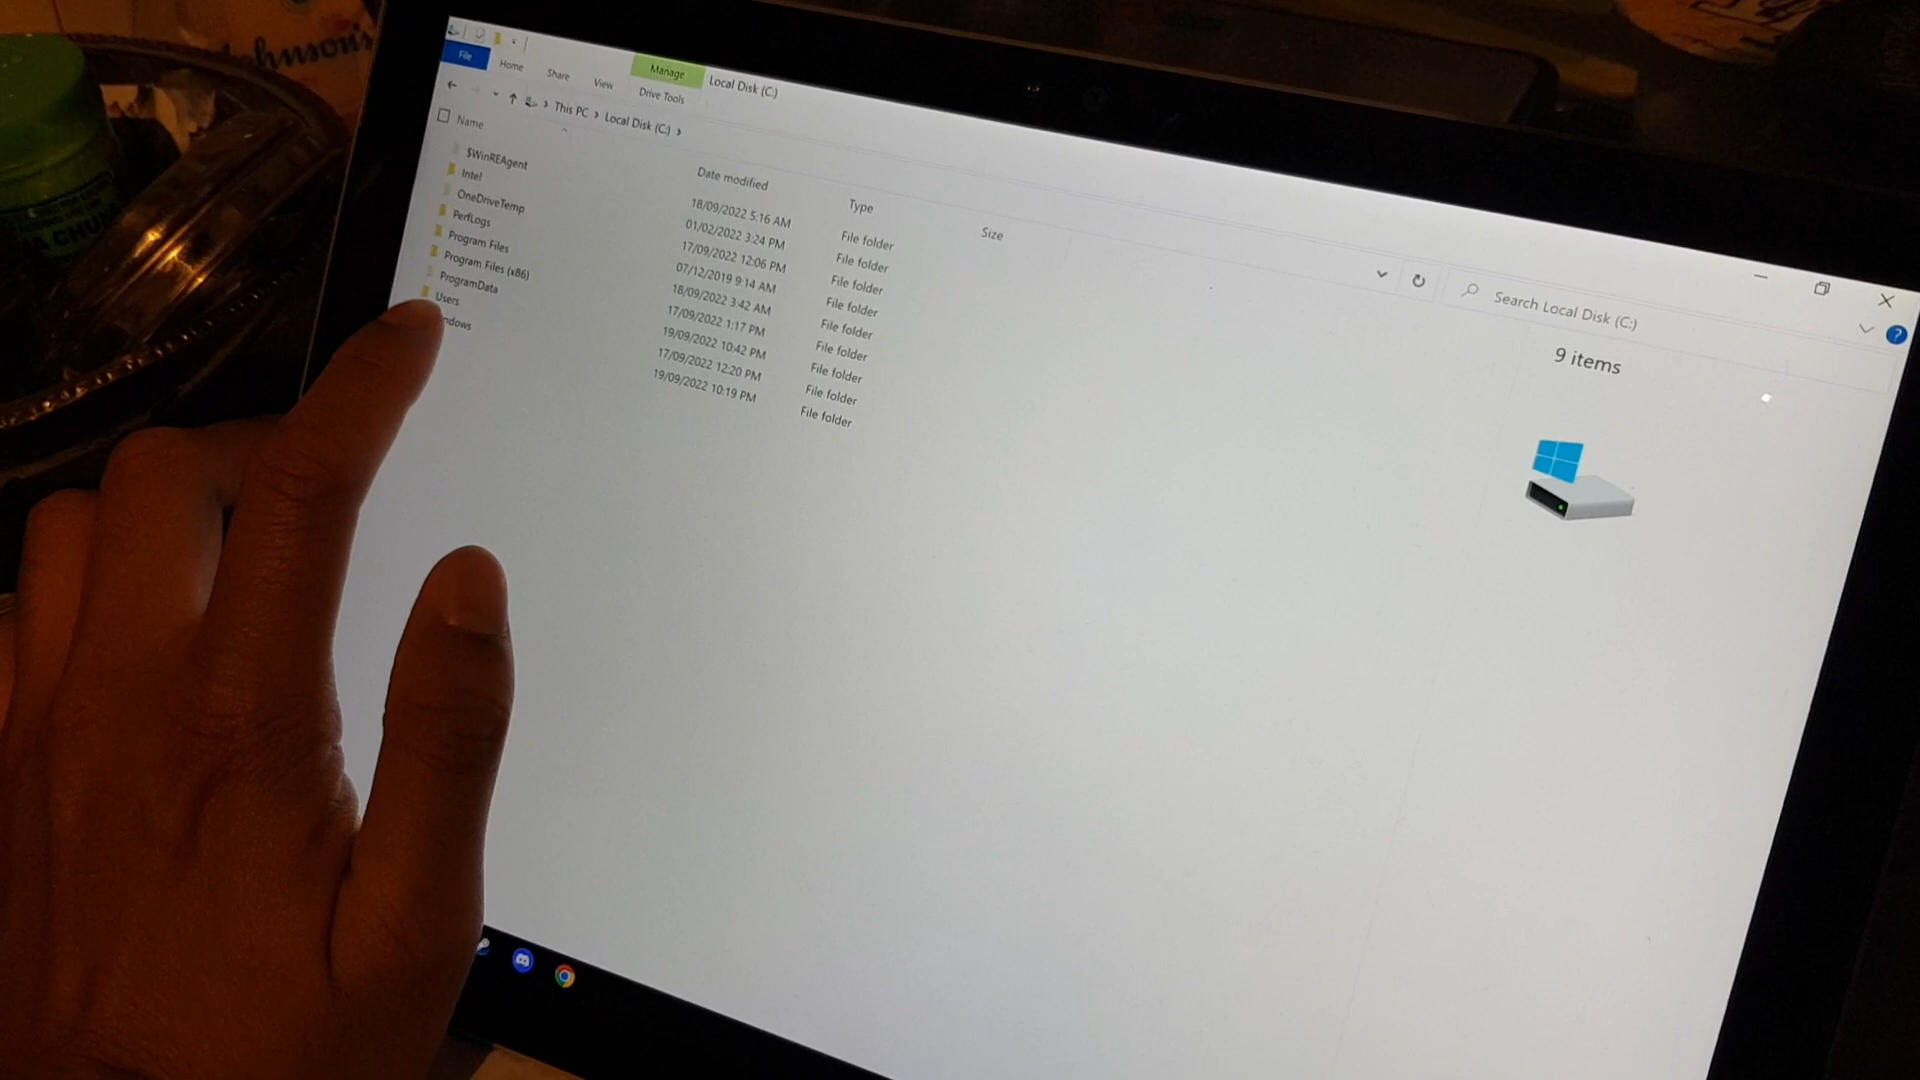 Johnson's
File Home Share View Manage Drive Tools Local Disk (C:)
This PC › Local Disk (C:) ›
Search Local Disk (C:)
Name Date modified Type Size
$WinREAgent 18/09/2022 5:16 AM File folder
Intel 01/02/2022 3:24 PM File folder
OneDriveTemp 17/09/2022 12:06 PM File folder
PerfLogs 07/12/2019 9:14 AM File folder
Program Files 18/09/2022 3:42 AM File folder
Program Files (x86) 17/09/2022 1:17 PM File folder
ProgramData 19/09/2022 10:42 PM File folder
Users 17/09/2022 12:20 PM File folder
ndows 19/09/2022 10:19 PM File folder
9 items